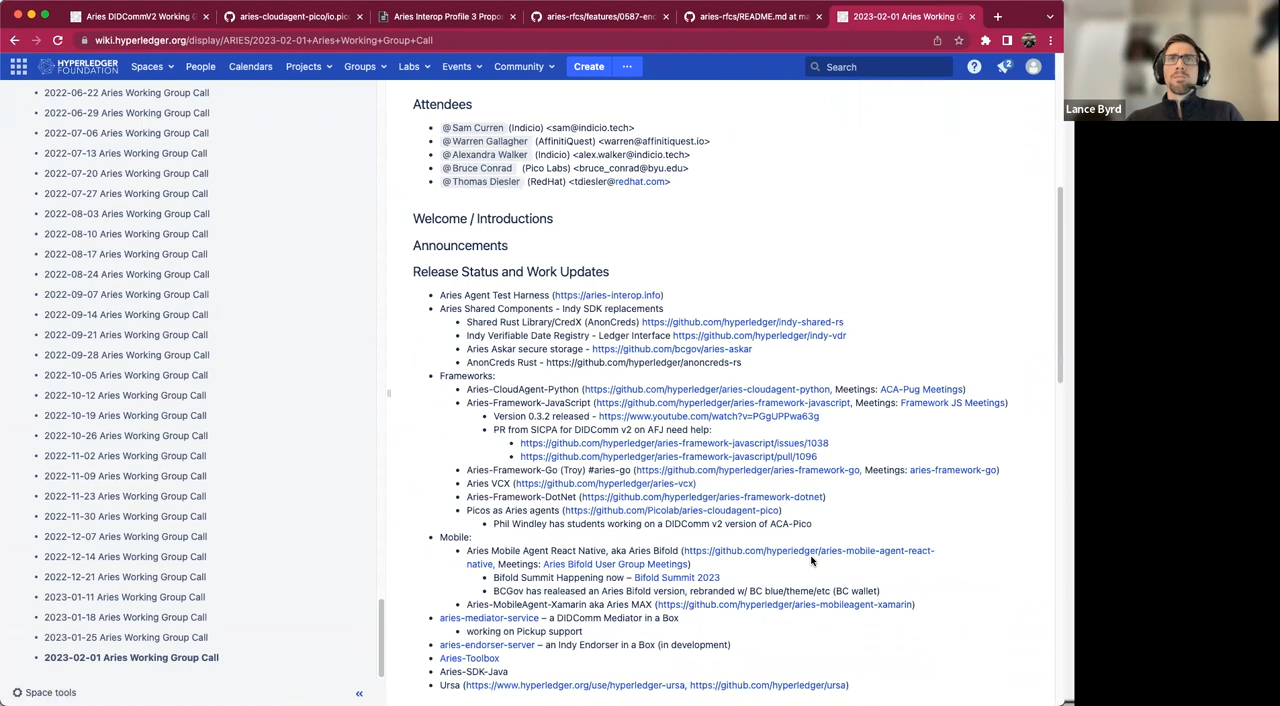 Aries DIDCommV2 Working G
aries-cloudagent-pico/io.pico
Aries Interop Profile 3 Propo
aries-rfcs/features/0587-enc
aries-rfcs/README.md at ma
2023-02-01 Aries Working G
wiki.hyperledger.org/display/ARIES/2023-02-01+Aries+Working+Group+Call
HYPERLEDGER
FOUNDATION
Spaces
People
Calendars
Projects
Groups
Labs
Events
Community
Create
Search
2
Lance Byrd
2022-06-22 Aries Working Group Call
2022-06-29 Aries Working Group Call
2022-07-06 Aries Working Group Call
2022-07-13 Aries Working Group Call
2022-07-20 Aries Working Group Call
2022-07-27 Aries Working Group Call
2022-08-03 Aries Working Group Call
2022-08-10 Aries Working Group Call
2022-08-17 Aries Working Group Call
2022-08-24 Aries Working Group Call
2022-09-07 Aries Working Group Call
2022-09-14 Aries Working Group Call
2022-09-21 Aries Working Group Call
2022-09-28 Aries Working Group Call
2022-10-05 Aries Working Group Call
2022-10-12 Aries Working Group Call
2022-10-19 Aries Working Group Call
2022-10-26 Aries Working Group Call
2022-11-02 Aries Working Group Call
2022-11-09 Aries Working Group Call
2022-11-23 Aries Working Group Call
2022-11-30 Aries Working Group Call
2022-12-07 Aries Working Group Call
2022-12-14 Aries Working Group Call
2022-12-21 Aries Working Group Call
2023-01-11 Aries Working Group Call
2023-01-18 Aries Working Group Call
2023-01-25 Aries Working Group Call
2023-02-01 Aries Working Group Call
Space tools
Attendees
@Sam Curren (Indicio) <sam@indicio.tech>
@Warren Gallagher (AffinitiQuest) <warren@affinitiquest.io>
@Alexandra Walker (Indicio) <alex.walker@indicio.tech>
@Bruce Conrad (Pico Labs) <bruce_conrad@byu.edu>
@Thomas Diesler (RedHat) <tdiesler@redhat.com>
Welcome / Introductions
Announcements
Release Status and Work Updates
Aries Agent Test Harness (https://aries-interop.info)
Aries Shared Components - Indy SDK replacements
Shared Rust Library/CredX (AnonCreds) https://github.com/hyperledger/indy-shared-rs
Indy Verifiable Date Registry - Ledger Interface https://github.com/hyperledger/indy-vdr
Aries Askar secure storage - https://github.com/bcgov/aries-askar
AnonCreds Rust - https://github.com/hyperledger/anoncreds-rs
Frameworks:
Aries-CloudAgent-Python (https://github.com/hyperledger/aries-cloudagent-python, Meetings: ACA-Pug Meetings)
Aries-Framework-JavaScript (https://github.com/hyperledger/aries-framework-javascript, Meetings: Framework JS Meetings)
Version 0.3.2 released - https://www.youtube.com/watch?v=PGgUPPwa63g
PR from SICPA for DIDComm v2 on AFJ need help:
https://github.com/hyperledger/aries-framework-javascript/issues/1038
https://github.com/hyperledger/aries-framework-javascript/pull/1096
Aries-Framework-Go (Troy) #aries-go (https://github.com/hyperledger/aries-framework-go, Meetings: aries-framework-go)
Aries VCX (https://github.com/hyperledger/aries-vcx)
Aries-Framework-DotNet (https://github.com/hyperledger/aries-framework-dotnet)
Picos as Aries agents (https://github.com/Picolab/aries-cloudagent-pico)
Phil Windley has students working on a DIDComm v2 version of ACA-Pico
Mobile:
Aries Mobile Agent React Native, aka Aries Bifold (https://github.com/hyperledger/aries-mobile-agent-react-
native, Meetings: Aries Bifold User Group Meetings)
Bifold Summit Happening now – Bifold Summit 2023
BCGov has realeased an Aries Bifold version, rebranded w/ BC blue/theme/etc (BC wallet)
Aries-MobileAgent-Xamarin aka Aries MAX (https://github.com/hyperledger/aries-mobileagent-xamarin)
aries-mediator-service – a DIDComm Mediator in a Box
working on Pickup support
aries-endorser-server – an Indy Endorser in a Box (in development)
Aries-Toolbox
Aries-SDK-Java
Ursa (https://www.hyperledger.org/use/hyperledger-ursa, https://github.com/hyperledger/ursa)